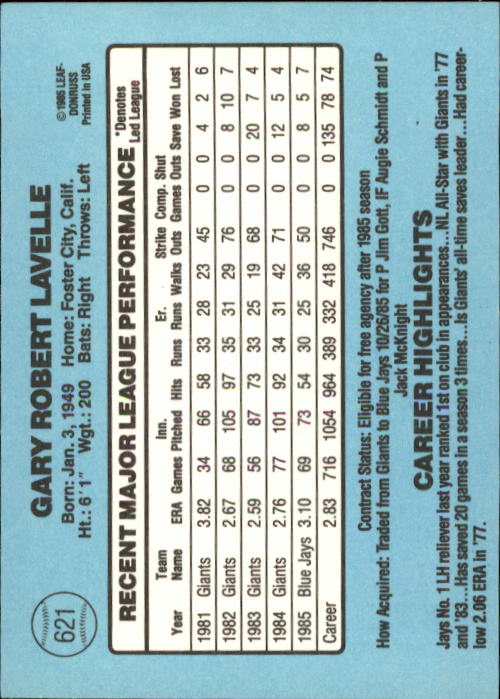 621
GARY ROBERT LAVELLE
Born: Jan. 3, 1949 Home: Foster City, Calif.
Ht.: 6'1" Wgt.: 200 Bats: Right Throws: Left
© 1985 LEAF-
DONRUSS
Printed in USA
RECENT MAJOR LEAGUE PERFORMANCE
*Denotes
Led League
Team Inn. Er. Strike Comp. Shut
Year Name ERA Games Pitched Hits Runs Runs Walks Outs Games Outs Save Won Lost
1981 Giants 3.82 34 66 58 33 28 23 45 0 0 4 2 6
1982 Giants 2.67 68 105 97 35 31 29 76 0 0 8 10 7
1983 Giants 2.59 56 87 73 33 25 19 68 0 0 20 7 4
1984 Giants 2.76 77 101 92 34 31 42 71 0 0 12 5 4
1985 Blue Jays 3.10 69 73 54 30 25 36 50 0 0 8 5 7
Career 2.83 716 1054 964 389 332 418 746 0 0 135 78 74
Contract Status: Eligible for free agency after 1985 season
How Acquired: Traded from Giants to Blue Jays 10/26/85 for P Jim Gott, IF Augie Schmidt and P
Jack McKnight
CAREER HIGHLIGHTS
Jays No. 1 LH reliever last year ranked 1st on club in appearances...NL All-Star with Giants in '77
and '83...Has saved 20 games in a season 3 times...Is Giants' all-time saves leader...Had career-
low 2.06 ERA in '77.